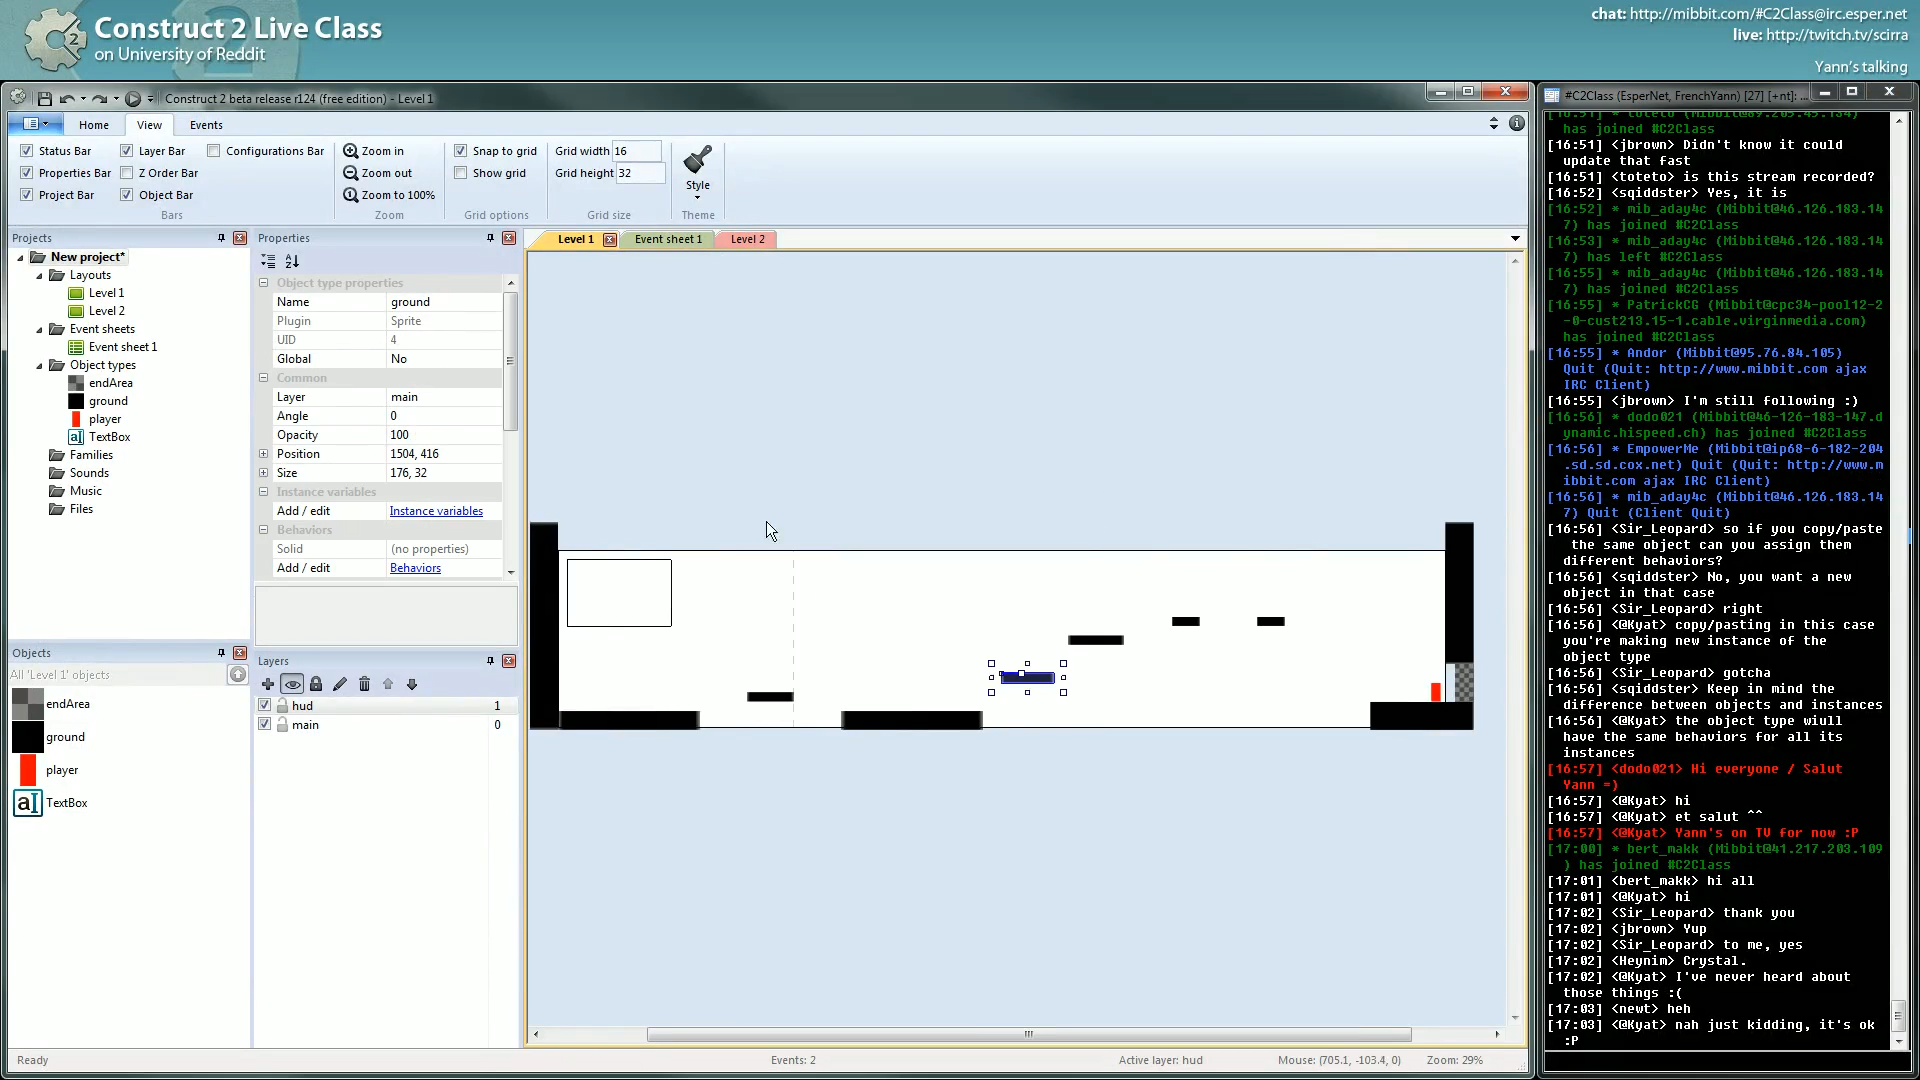 Construct 2 Live Class
on University of Reddit
chat: http://mibbit.com/#C2Class@irc.esper.net
live: http://twitch.tv/scirra
Yann's talking
Construct 2 beta release r124 (free edition) - Level 1
Home View Events
Status Bar Layer Bar Configurations Bar
Properties Bar Z Order Bar
Project Bar Object Bar
Bars
Zoom in
Zoom out
Zoom to 100%
Zoom
Snap to grid
Show grid
Grid options
Grid width 16
Grid height 32
Grid size
Style
Theme
Projects
New project*
Layouts
Level 1
Level 2
Event sheets
Event sheet 1
Object types
endArea
ground
player
TextBox
Families
Sounds
Music
Files
Properties
Object type properties
Name ground
Plugin Sprite
UID 4
Global No
Common
Layer main
Angle 0
Opacity 100
Position 1504, 416
Size 176, 32
Instance variables
Add / edit Instance variables
Behaviors
Solid (no properties)
Add / edit Behaviors
Level 1 Event sheet 1 Level 2
Objects
All 'Level 1' objects
endArea
ground
player
TextBox
Layers
hud 1
main 0
Ready
Events: 2
Active layer: hud
Mouse: (705.1, -103.4, 0)
Zoom: 29%
#C2Class (EsperNet, FrenchYann) [27] [+nt]: ...
[16:51] * toteto (Mibbit@89.205.45.134)
has joined #C2Class
[16:51] <jbrown> Didn't know it could
update that fast
[16:51] <toteto> is this stream recorded?
[16:52] <sqiddster> Yes, it is
[16:52] * mib_aday4c (Mibbit@46.126.183.14
7) has joined #C2Class
[16:53] * mib_aday4c (Mibbit@46.126.183.14
7) has left #C2Class
[16:55] * mib_aday4c (Mibbit@46.126.183.14
7) has joined #C2Class
[16:55] * PatrickCG (Mibbit@cpc34-pool12-2
-0-cust213.15-1.cable.virginmedia.com)
has joined #C2Class
[16:55] * Andor (Mibbit@95.76.84.105)
Quit (Quit: http://www.mibbit.com ajax
IRC Client)
[16:55] <jbrown> I'm still following :)
[16:56] * dodo021 (Mibbit@46-126-183-147.d
ynamic.hispeed.ch) has joined #C2Class
[16:56] * EmpowerMe (Mibbit@ip68-6-182-204
.sd.sd.cox.net) Quit (Quit: http://www.m
ibbit.com ajax IRC Client)
[16:56] * mib_aday4c (Mibbit@46.126.183.14
7) Quit (Client Quit)
[16:56] <Sir_Leopard> so if you copy/paste
the same object can you assign them
different behaviors?
[16:56] <sqiddster> No, you want a new
object in that case
[16:56] <Sir_Leopard> right
[16:56] <@Kyat> copy/pasting in this case
you're making new instance of the
object type
[16:56] <Sir_Leopard> gotcha
[16:56] <sqiddster> Keep in mind the
difference between objects and instances
[16:56] <@Kyat> the object type wiull
have the same behaviors for all its
instances
[16:57] <dodo021> Hi everyone / Salut
Yann =)
[16:57] <@Kyat> hi
[16:57] <@Kyat> et salut ^^
[16:57] <@Kyat> Yann's on TV for now :P
[17:00] * bert_makk (Mibbit@41.217.203.109
) has joined #C2Class
[17:01] <bert_makk> hi all
[17:01] <@Kyat> hi
[17:02] <Sir_Leopard> thank you
[17:02] <jbrown> Yup
[17:02] <Sir_Leopard> to me, yes
[17:02] <Heynim> Crystal.
[17:02] <@Kyat> I've never heard about
those things :(
[17:03] <newt> heh
[17:03] <@Kyat> nah just kidding, it's ok
:P